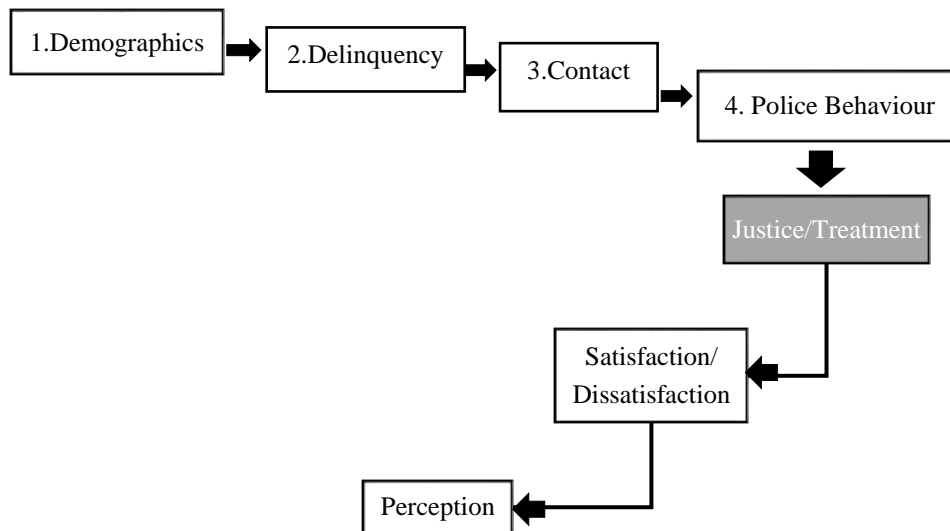 1.Demographics
2.Delinquency
3.Contact
4. Police Behaviour
Justice/Treatment
Satisfaction/
Dissatisfaction
Perception